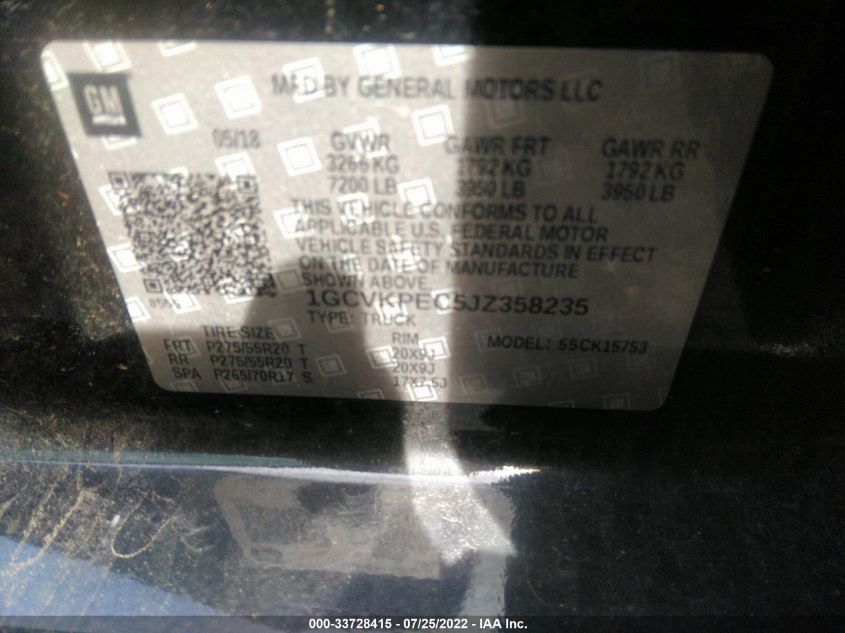 GM
MFD BY GENERAL MOTORS LLC
05/18 GVWR GAWR FRT GAWR RR
3266 KG 1792 KG 1792 KG
7200 LB 3950 LB 3950 LB
THIS VEHICLE CONFORMS TO ALL
APPLICABLE U.S. FEDERAL MOTOR
VEHICLE SAFETY STANDARDS IN EFFECT
ON THE DATE OF MANUFACTURE
SHOWN ABOVE
1GCVKPEC5JZ358235
TYPE: TRUCK
MODEL: 55CK15753
TIRE SIZE RIM
FRT P275/55R20 T 20X9J
RR P275/55R20 T 20X9J
SPA P265/70R17 S 17X7.5J
000-33728415 - 07/25/2022 - IAA Inc.